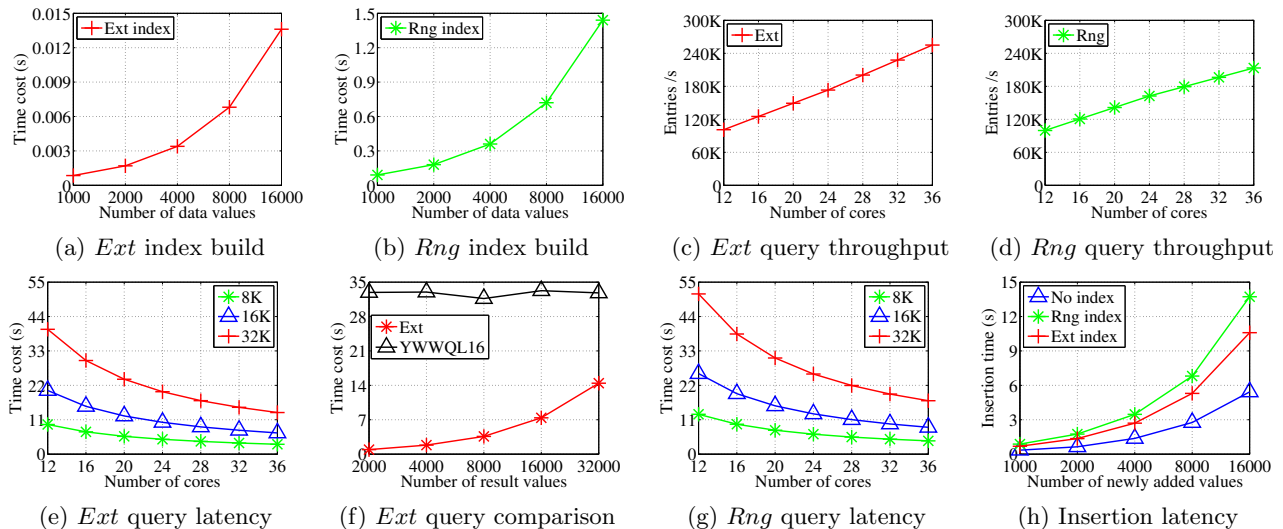 0.015
0.012
0.009
0.006
0.003
0
Time cost (s)
Ext index
1000 2000 4000 8000 16000
Number of data values
(a) Ext index build
1.5
1.2
0.9
0.6
0.3
0
Time cost (s)
Rng index
1000 2000 4000 8000 16000
Number of data values
(b) Rng index build
300K
240K
180K
120K
60K
0
Entries /s
Ext
12 16 20 24 28 32 36
Number of cores
(c) Ext query throughput
300K
240K
180K
120K
60K
0
Entries /s
Rng
12 16 20 24 28 32 36
Number of cores
(d) Rng query throughput
55
44
33
22
11
0
Time cost (s)
8K
16K
32K
12 16 20 24 28 32 36
Number of cores
(e) Ext query latency
35
28
21
14
7
0
Time cost (s)
Ext
YWWQL16
2000 4000 8000 16000 32000
Number of result values
(f) Ext query comparison
55
44
33
22
11
0
Time cost (s)
8K
16K
32K
12 16 20 24 28 32 36
Number of cores
(g) Rng query latency
15
12
9
6
3
0
Insertion time (s)
No index
Rng index
Ext index
1000 2000 4000 8000 16000
Number of newly added values
(h) Insertion latency